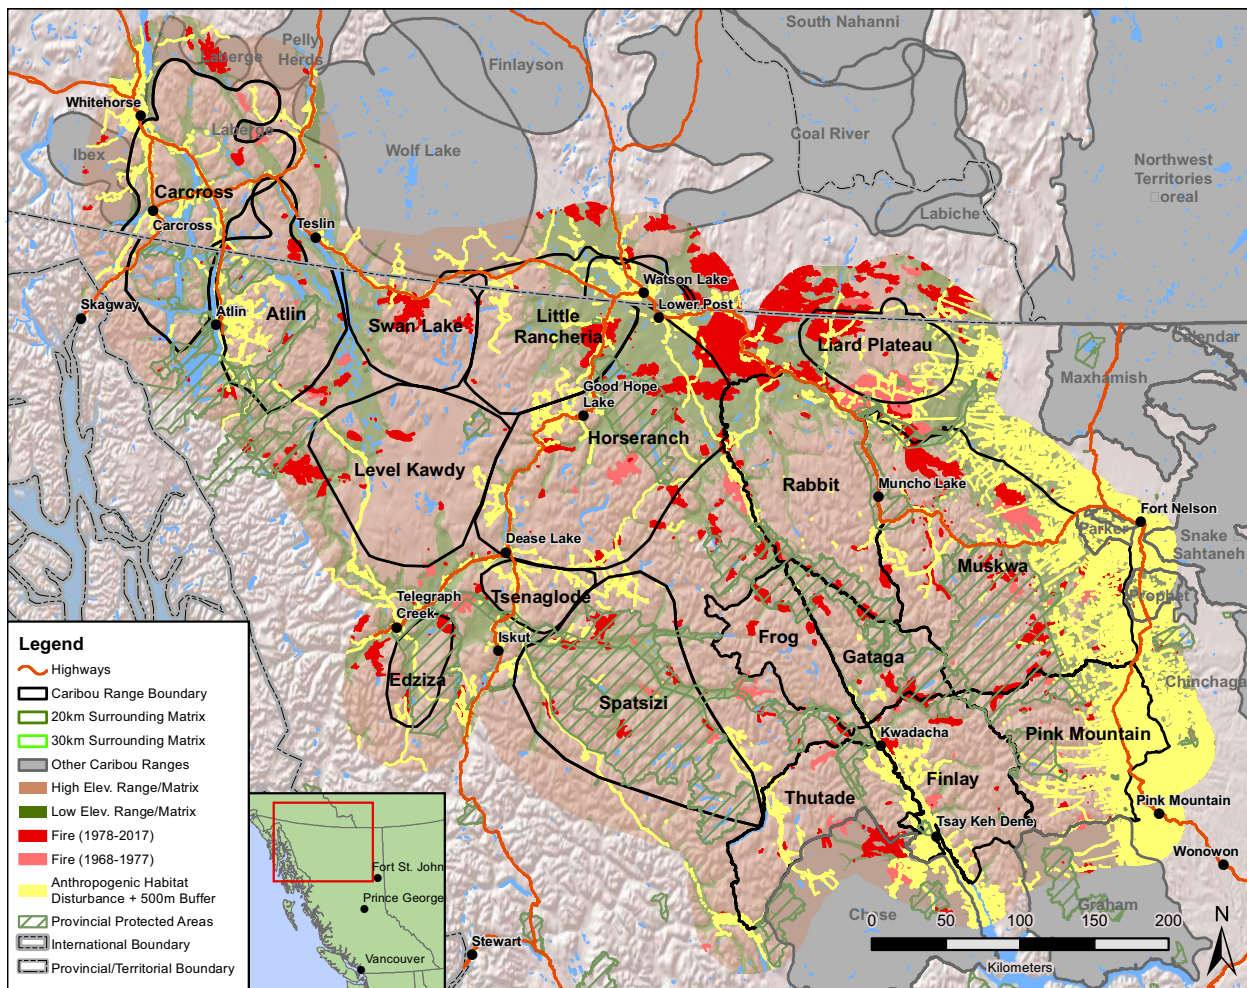 South Nahanni
Pelly
Herds
Laberge
Finlayson
Whitehorse
Laberge
Coal River
Wolf Lake
Ibex
Northwest
Territories
□oreal
Carcross
Labiche
Carcross
Teslin
Watson Lake
Skagway
Lower Post
Atlin
Atlin
Little
Rancheria
Swan Lake
Liard Plateau
Calendar
Maxhamish
Good Hope
Lake
Horseranch
Level Kawdy
Rabbit
Muncho Lake
Fort Nelson
Parker
Snake
Sahtaneh
Dease Lake
Muskwa
Tsenaglode
Telegraph
Creek
Prophet
Iskut
Frog
Gataga
Edziza
Chinchaga
Spatsizi
Kwadacha
Pink Mountain
Finlay
Thutade
Pink Mountain
Tsay Keh Dene
Wonowon
Chase
Graham
Stewart
Legend
Highways
Caribou Range Boundary
20km Surrounding Matrix
30km Surrounding Matrix
Other Caribou Ranges
High Elev. Range/Matrix
Low Elev. Range/Matrix
Fire (1978-2017)
Fire (1968-1977)
Anthropogenic Habitat
Disturbance + 500m Buffer
Provincial Protected Areas
International Boundary
Provincial/Territorial Boundary
Fort St. John
Prince George
Vancouver
0 50 100 150 200
Kilometers
N